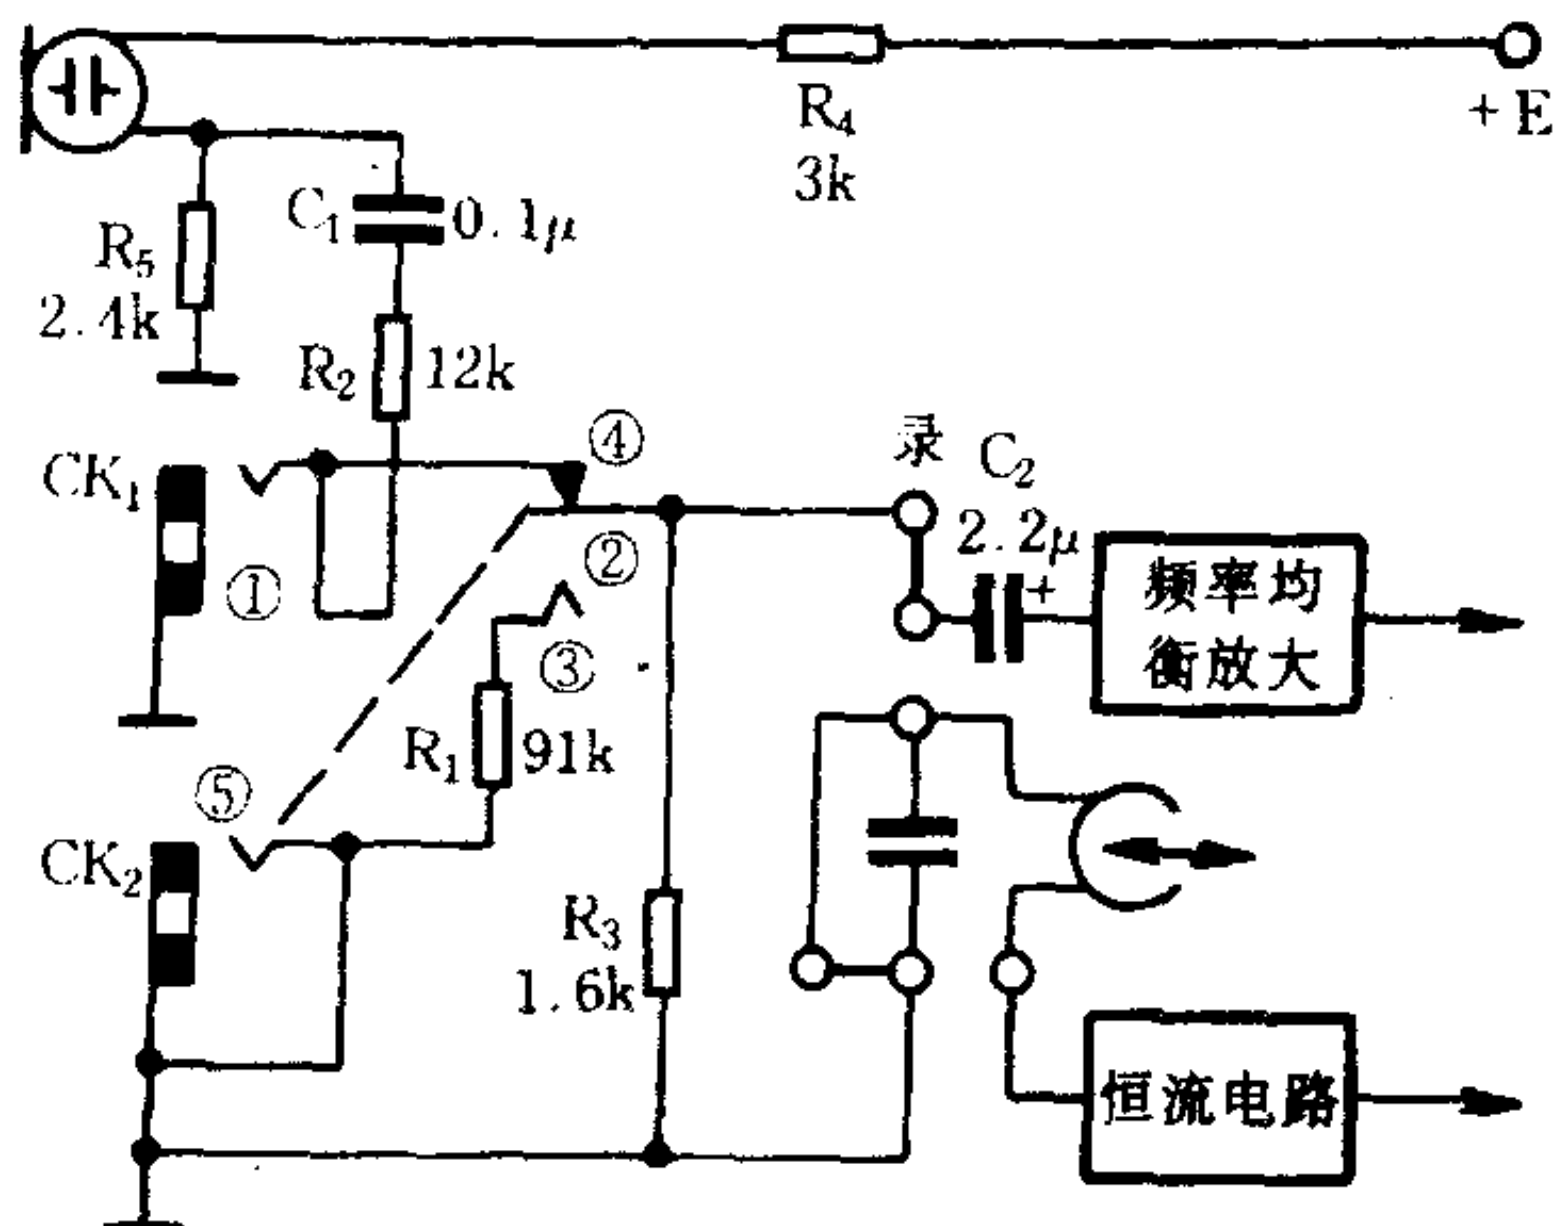 R₄
3k
+ E
C₁ 0.1μ
R₅
2.4k
R₂ 12k
④
录 C₂
CK₁
2.2μ
+
②
①
频率均
衡放大
③
R₁ 91k
⑤
CK₂
R₃
1.6k
恒流电路